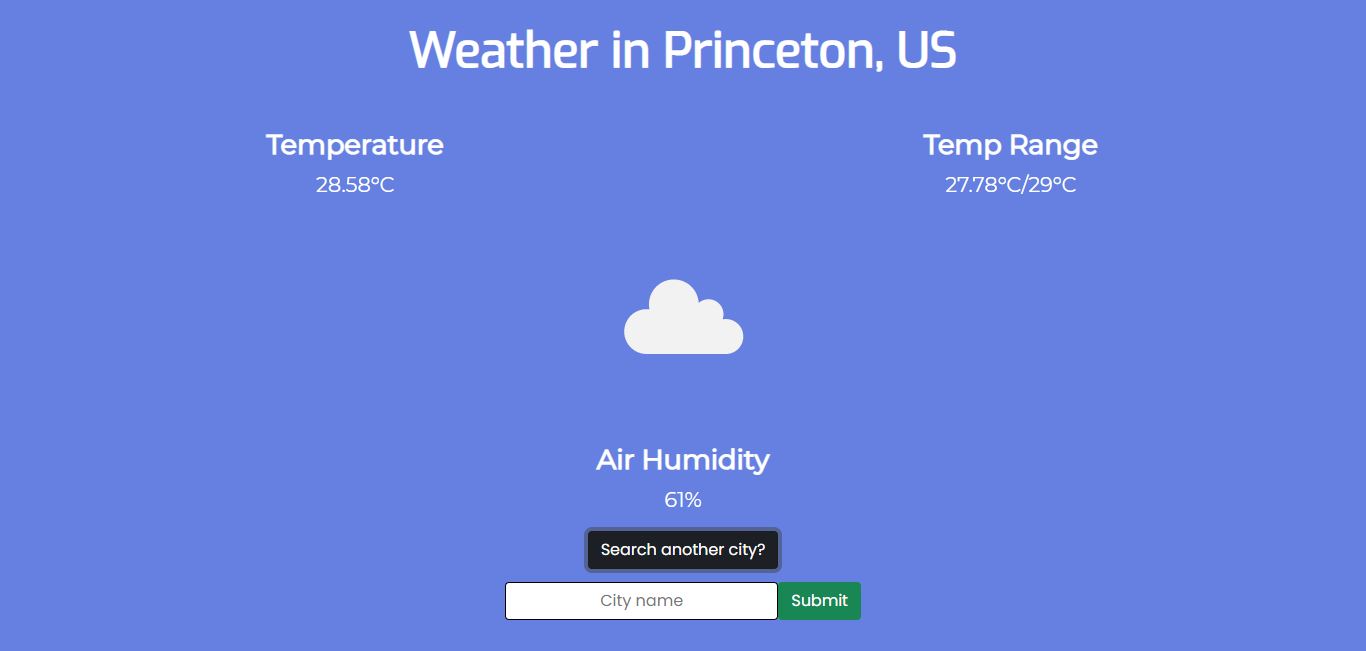 Weather in Princeton, US
Temperature
28.58°C
Temp Range
27.78°C/29°C
Air Humidity
61%
Search another city?
City name
Submit